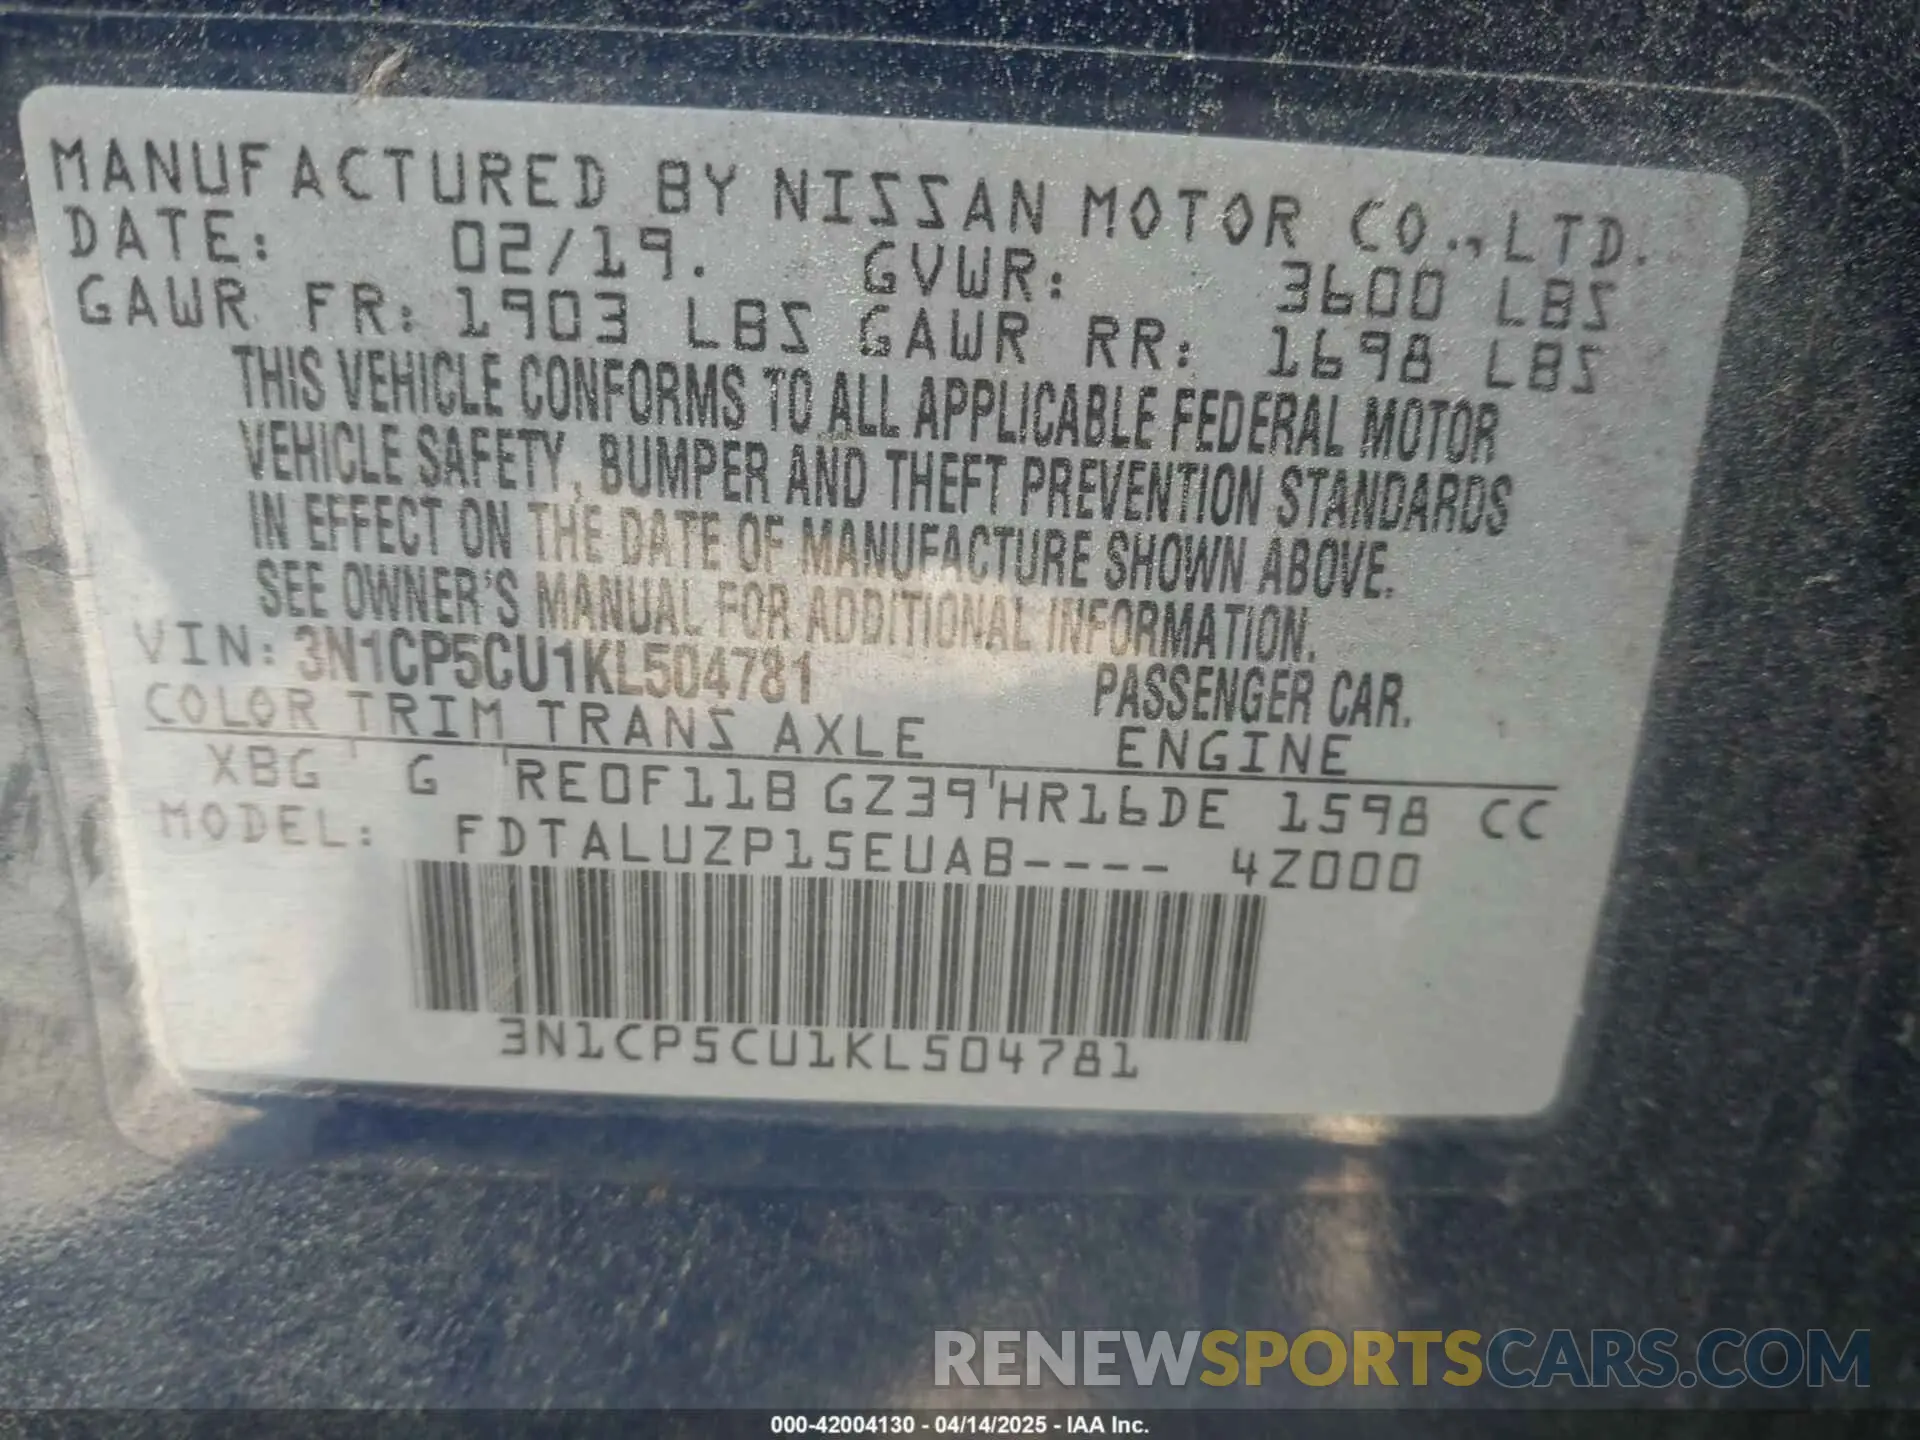 MANUFACTURED BY NISSAN MOTOR CO., LTD.
DATE: 02/19. GVWR: 3600 LBS
GAWR FR: 1903 LBS GAWR RR: 1698 LBS
THIS VEHICLE CONFORMS TO ALL APPLICABLE FEDERAL MOTOR
VEHICLE SAFETY, BUMPER AND THEFT PREVENTION STANDARDS
IN EFFECT ON THE DATE OF MANUFACTURE SHOWN ABOVE.
SEE OWNER'S MANUAL FOR ADDITIONAL INFORMATION.
VIN: 3N1CP5CU1KL504781 PASSENGER CAR.
COLOR TRIM TRANS AXLE ENGINE
XBG ' G 'RE0F11B GZ39'HR16DE 1598 CC
MODEL: FDTALUZP15EUAB---- 4Z000
3N1CP5CU1KL504781
RENEWSPORTSCARS.COM
000-42004130 - 04/14/2025 - IAA Inc.